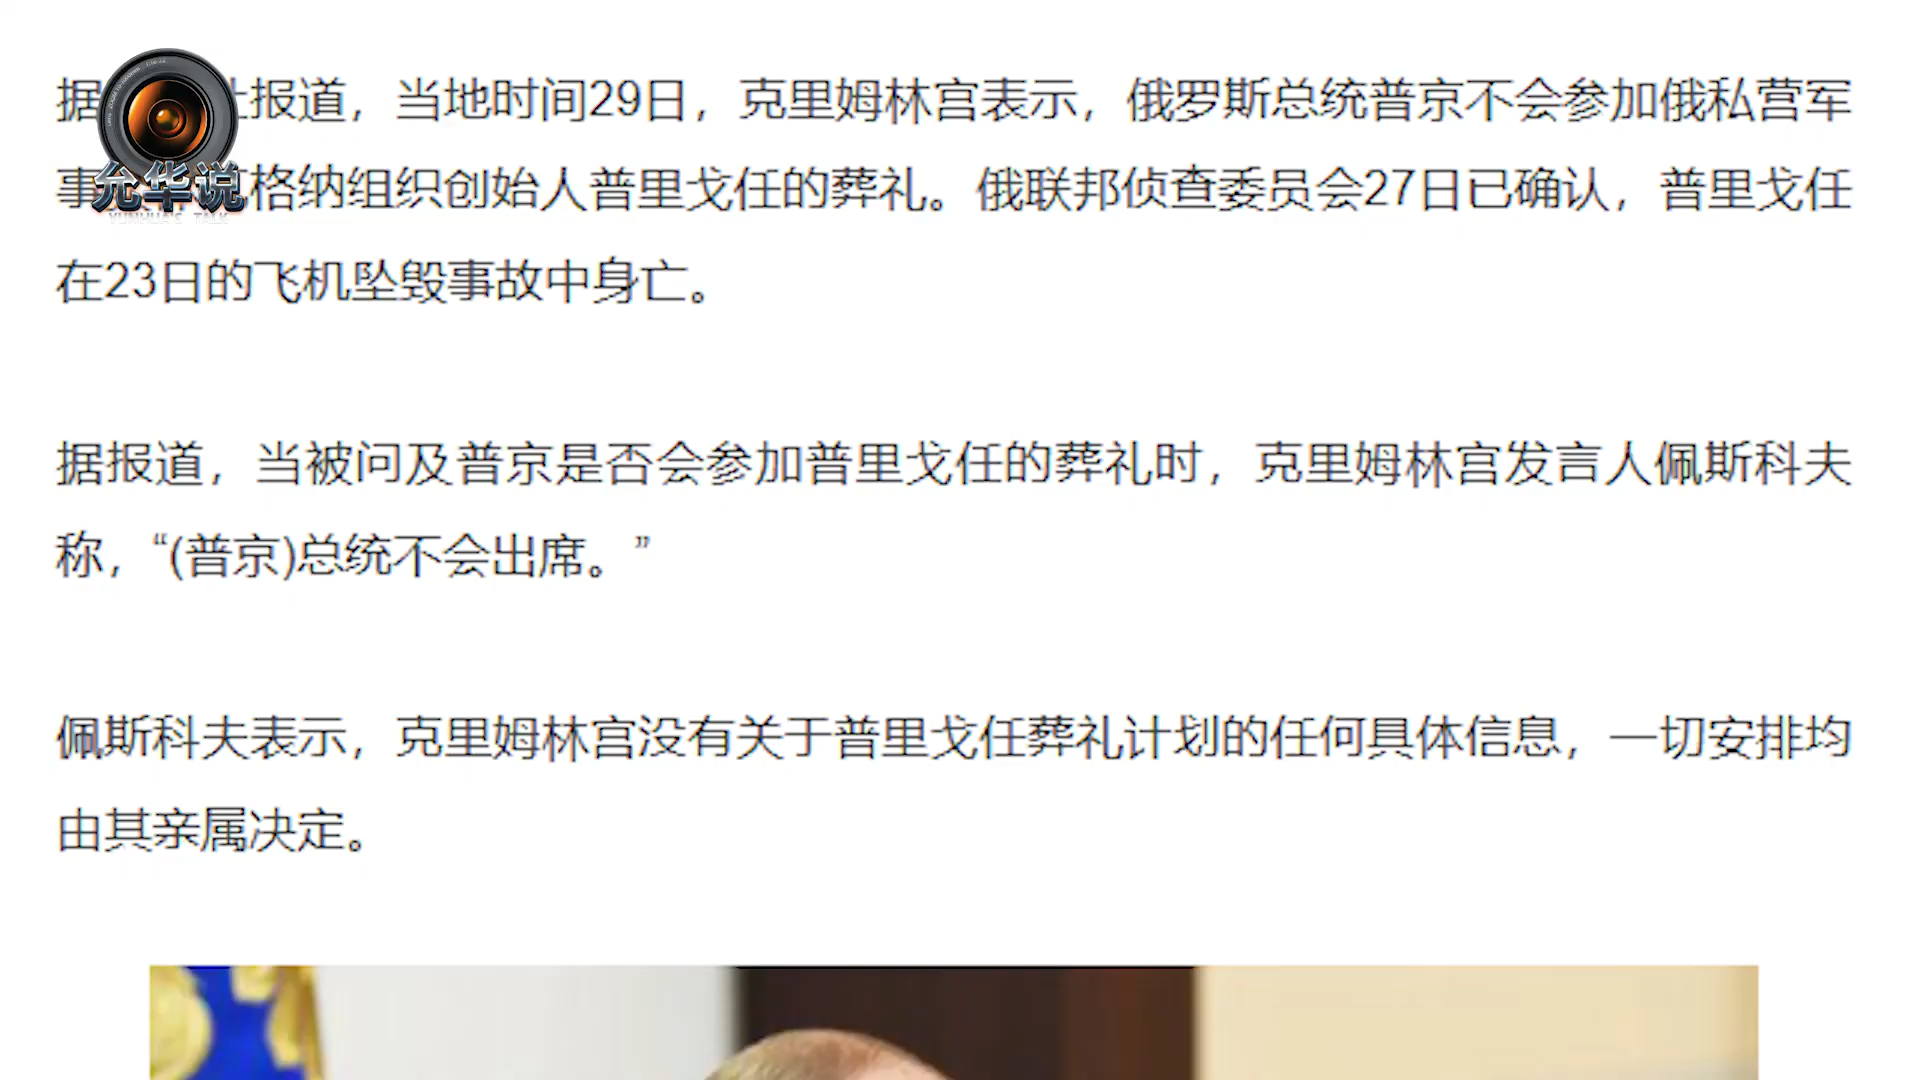 据 社报道，当地时间29日，克里姆林宫表示，俄罗斯总统普京不会参加俄私营军
事 格纳组织创始人普里戈任的葬礼。俄联邦侦查委员会27日已确认，普里戈任
在23日的飞机坠毁事故中身亡。
允华说
YUNHUA'S TALK
据报道，当被问及普京是否会参加普里戈任的葬礼时，克里姆林宫发言人佩斯科夫
称，“(普京)总统不会出席。”
佩斯科夫表示，克里姆林宫没有关于普里戈任葬礼计划的任何具体信息，一切安排均
由其亲属决定。